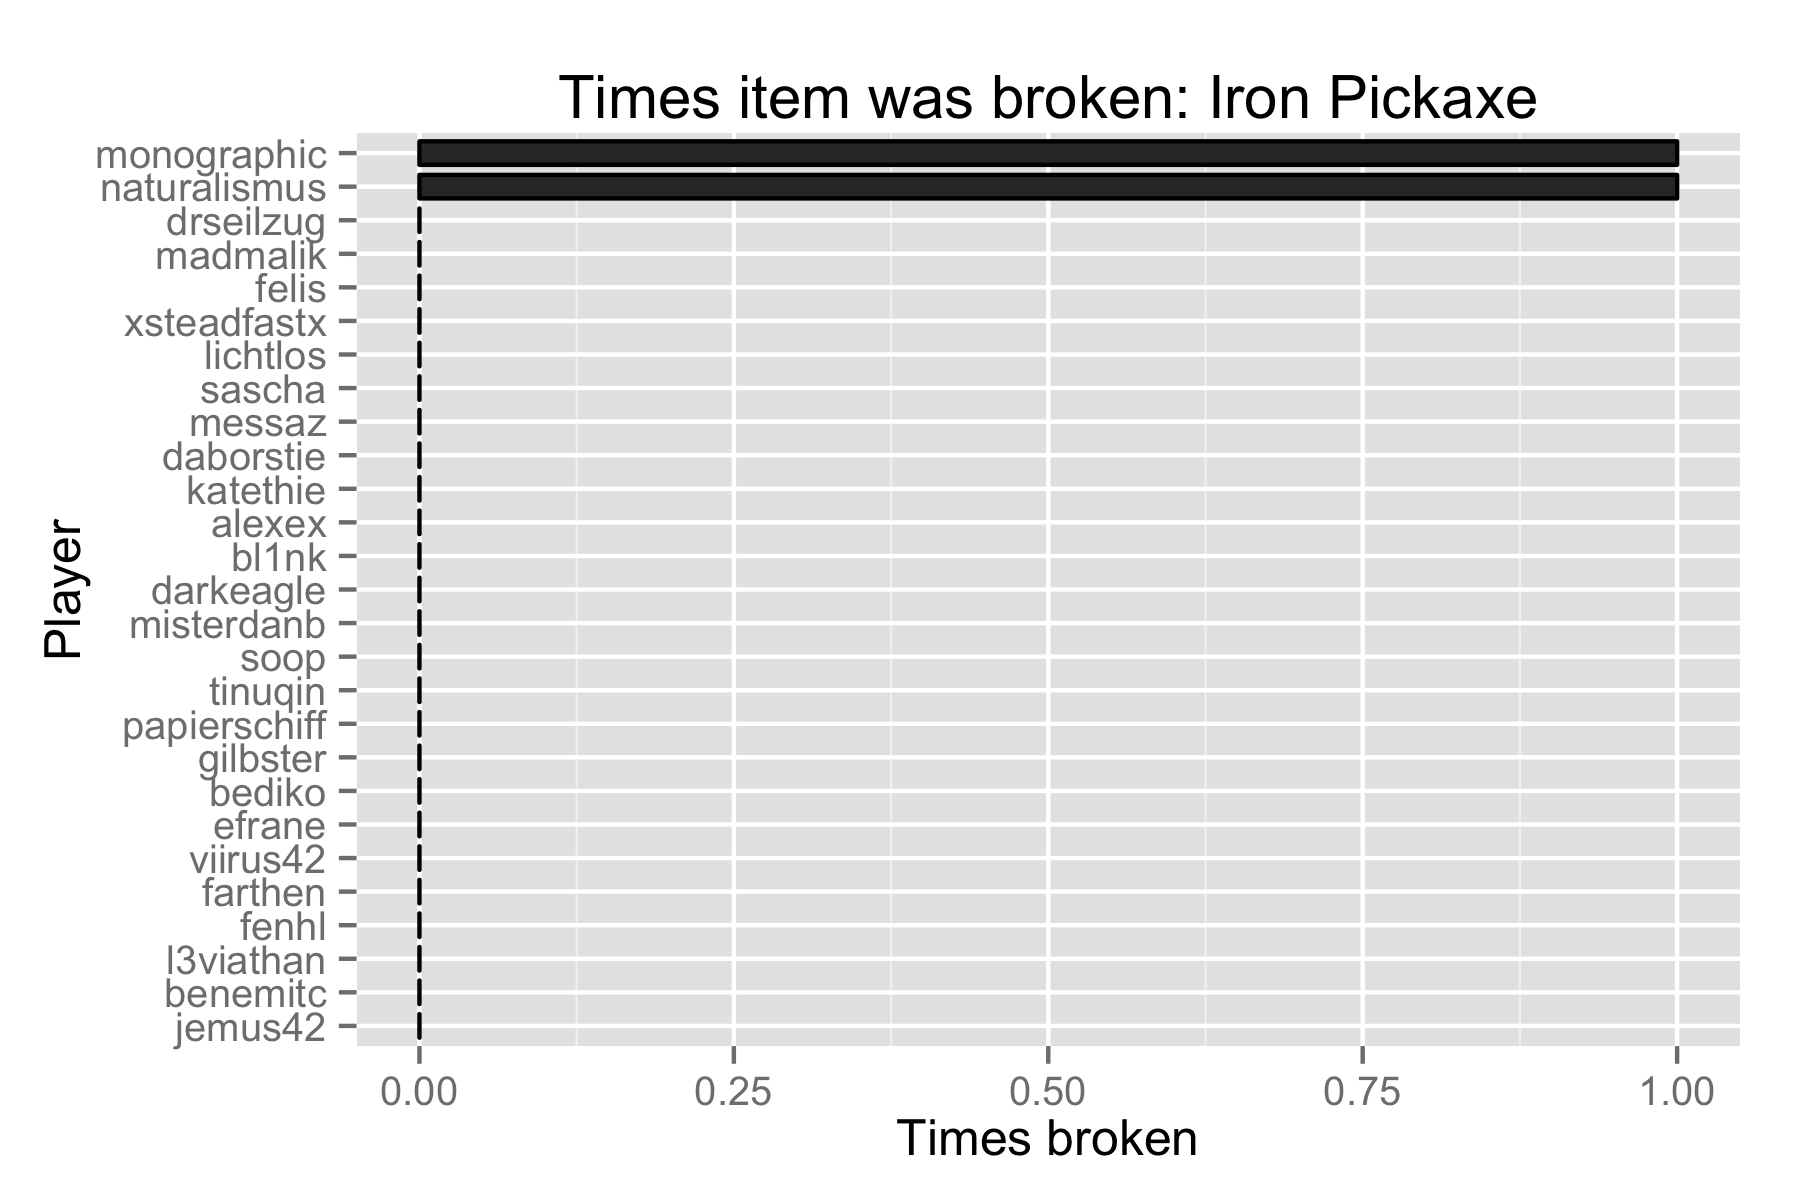 Times item was broken: Iron Pickaxe
monographic
naturalismus
drseilzug
madmalik
felis
xsteadfastx
lichtlos
sascha
messaz
daborstie
katethie
alexex
bl1nk
darkeagle
misterdanb
soop
tinuqin
papierschiff
gilbster
bediko
efrane
viirus42
farthen
fenhl
l3viathan
benemitc
jemus42
Player
0.00 0.25 0.50 0.75 1.00
Times broken